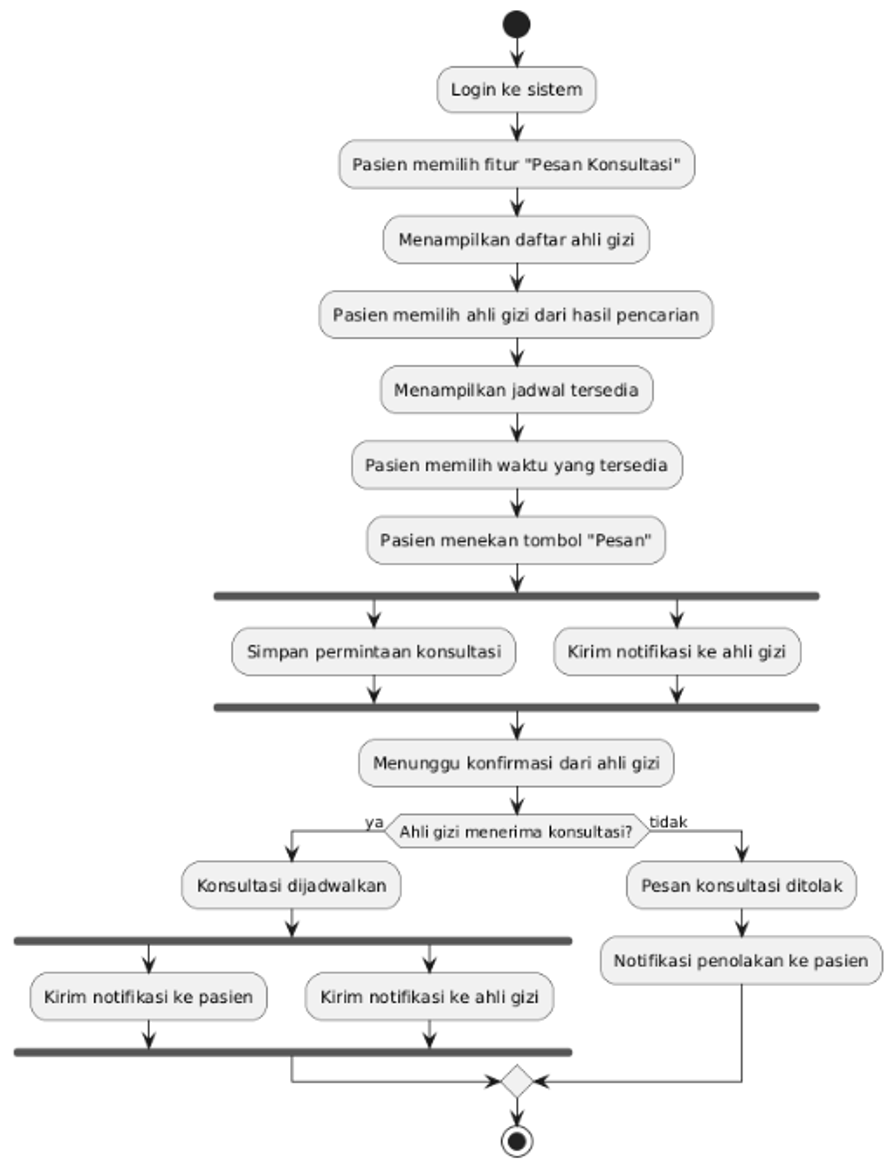 Login ke sistem
Pasien memilih fitur "Pesan Konsultasi"
Menampilkan daftar ahli gizi
Pasien memilih ahli gizi dari hasil pencarian
Menampilkan jadwal tersedia
Pasien memilih waktu yang tersedia
Pasien menekan tombol "Pesan"
Simpan permintaan konsultasi
Kirim notifikasi ke ahli gizi
Menunggu konfirmasi dari ahli gizi
ya
Ahli gizi menerima konsultasi?
tidak
Konsultasi dijadwalkan
Pesan konsultasi ditolak
Kirim notifikasi ke pasien
Kirim notifikasi ke ahli gizi
Notifikasi penolakan ke pasien